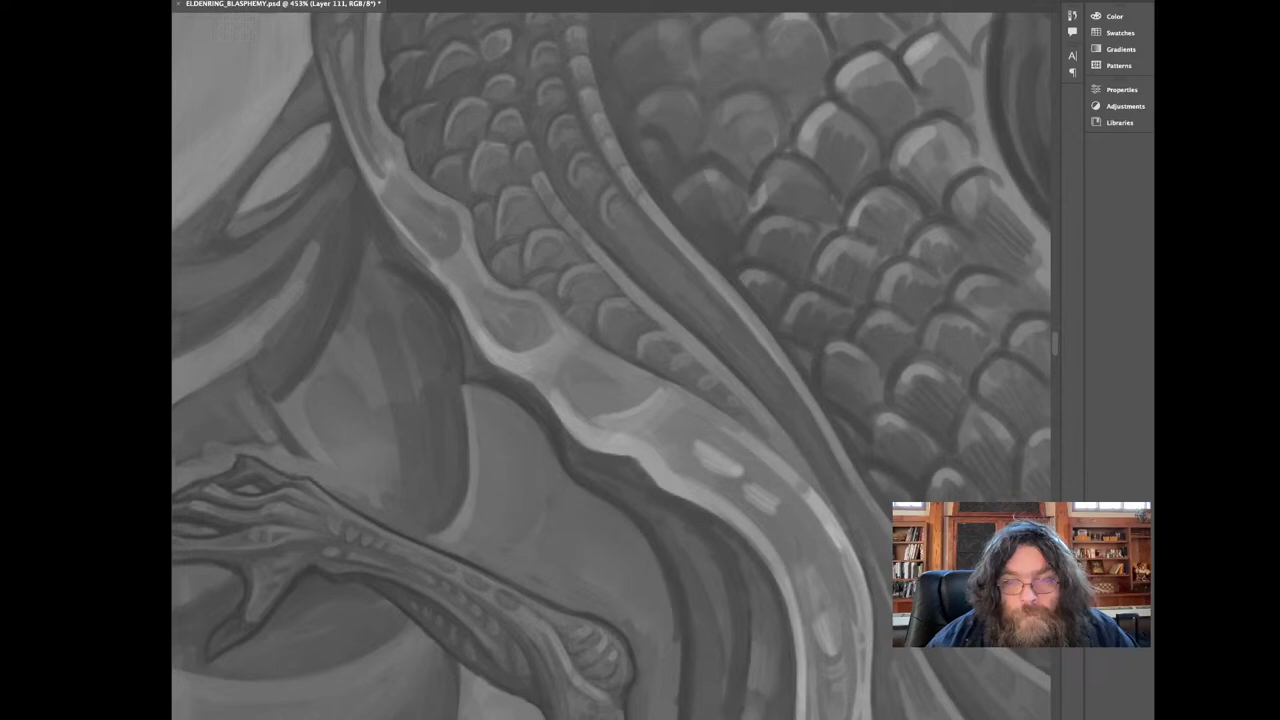 × ELDENRING_BLASPHEMY.psd @ 453% (Layer 111, RGB/8*) *
Color
Swatches
Gradients
Patterns
Properties
Adjustments
Libraries